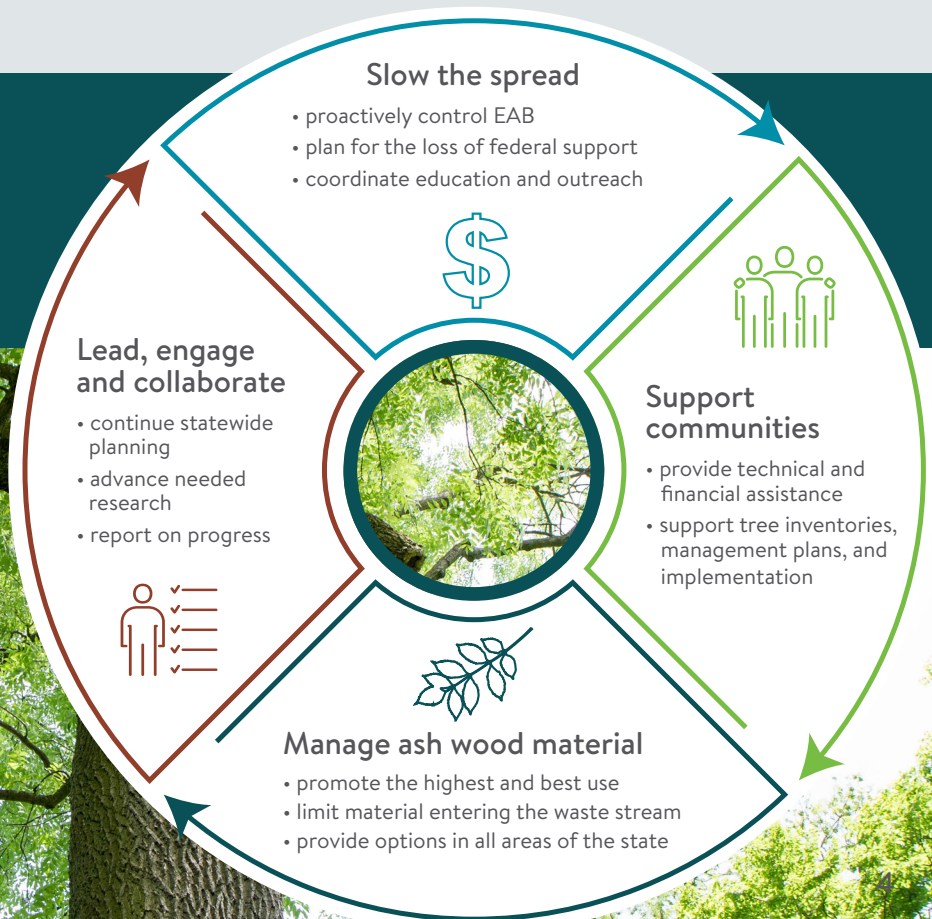 Slow the spread
• proactively control EAB
• plan for the loss of federal support
• coordinate education and outreach
Support
communities
• provide technical and
financial assistance
• support tree inventories,
management plans, and
implementation
Manage ash wood material
• promote the highest and best use
• limit material entering the waste stream
• provide options in all areas of the state
Lead, engage
and collaborate
• continue statewide
planning
• advance needed
research
• report on progress
4